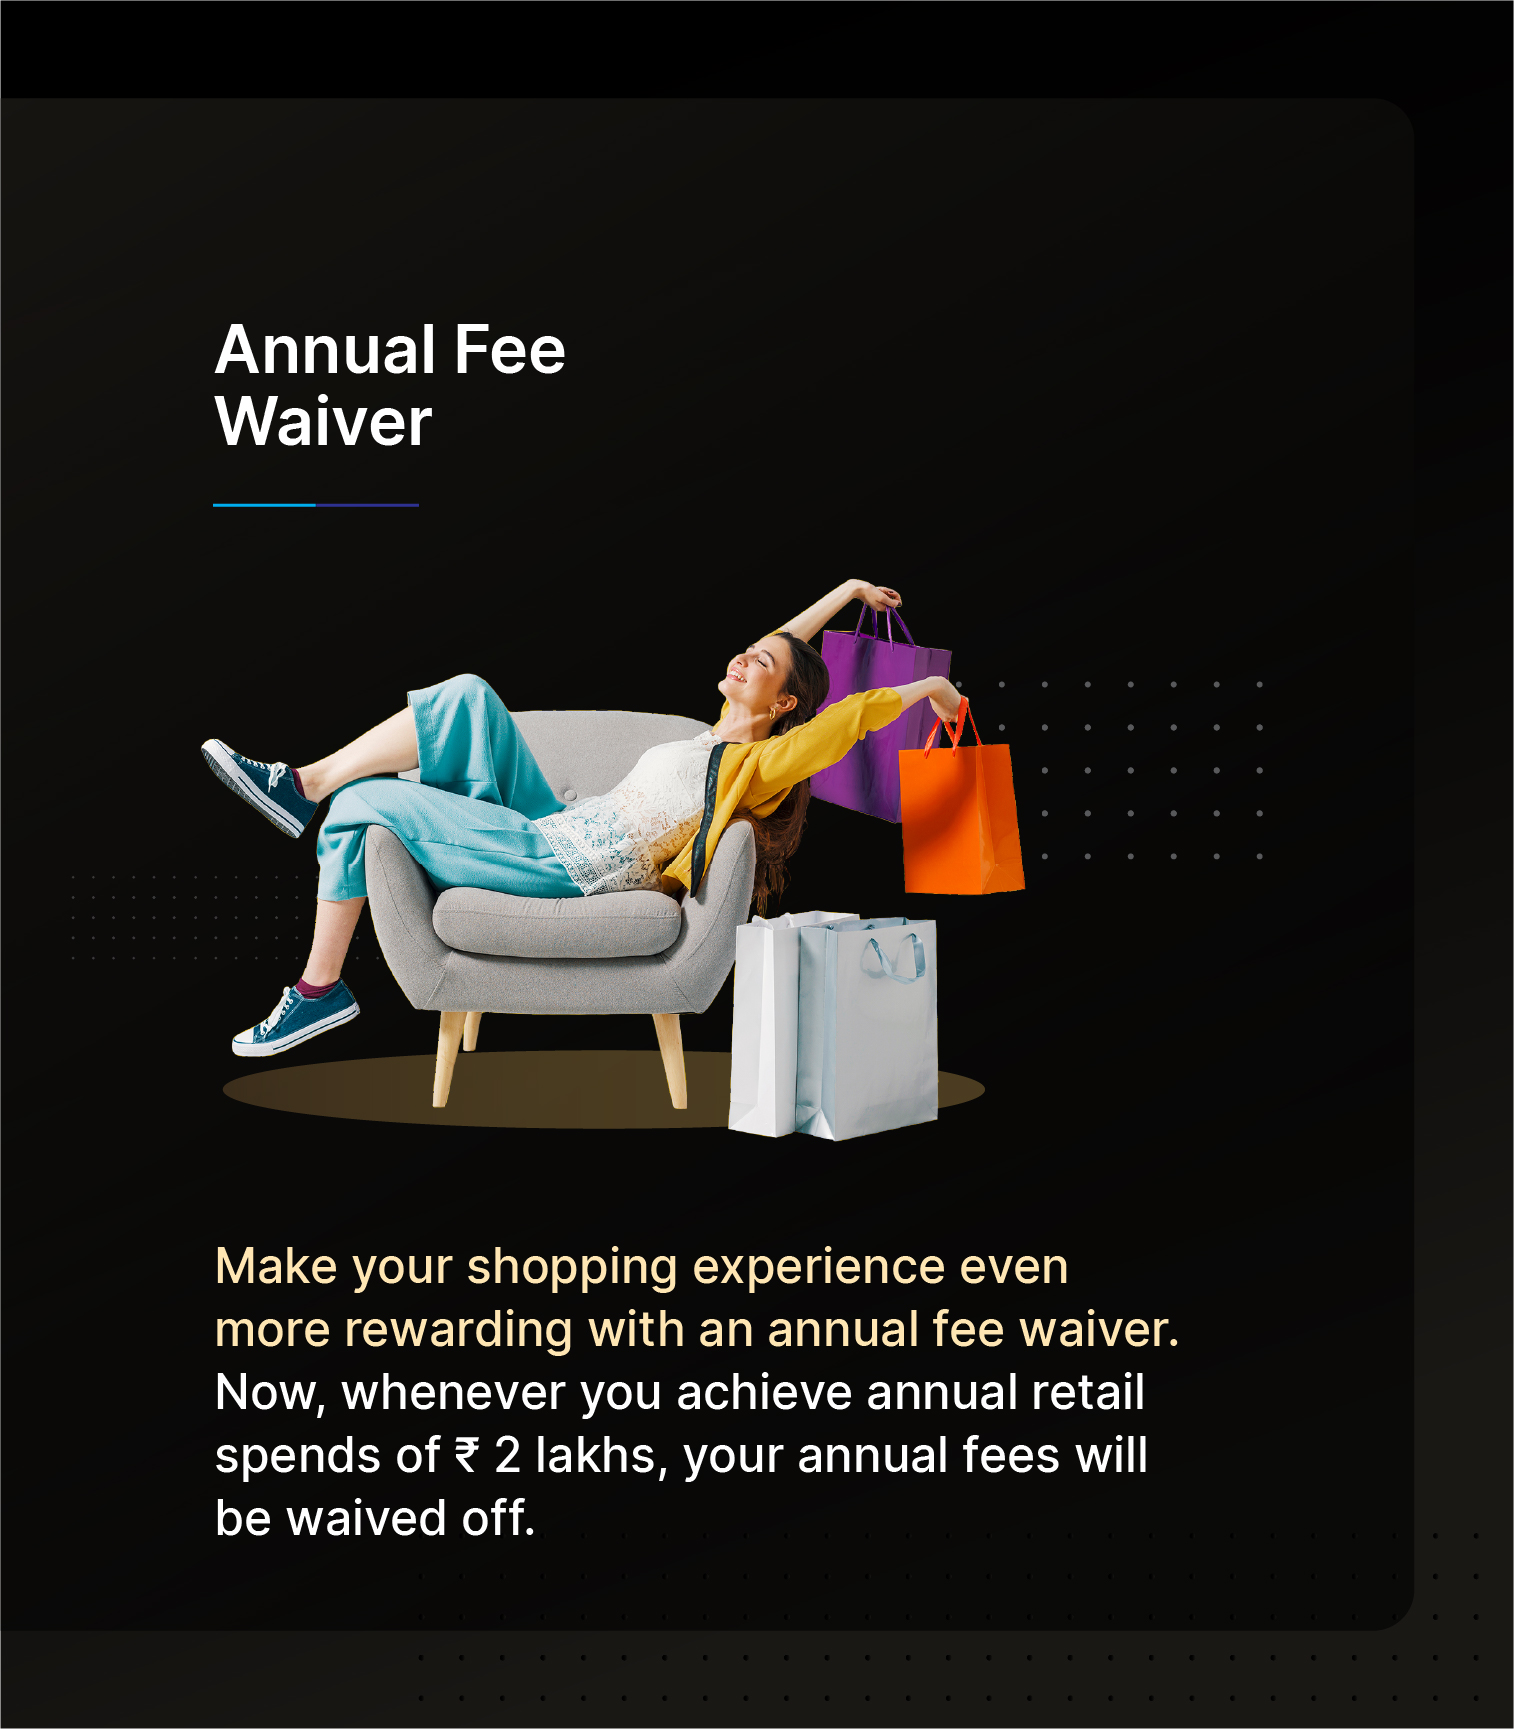 Annual Fee
Waiver
Make your shopping experience even
more rewarding with an annual fee waiver.
Now, whenever you achieve annual retail
spends of ₹ 2 lakhs, your annual fees will
be waived off.